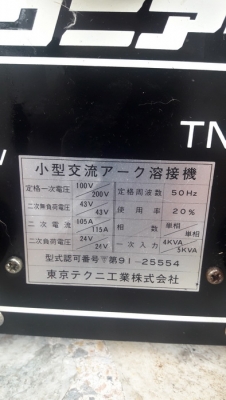 TN
小型交流アーク溶接機
定格一次電圧 100V/200V 定格周波数 50Hz
二次無負荷電圧 43V/43V 使用率 20%
二次電流 105A/115A 相数 単相/単相
二次負荷電圧 24V/24V 一次入力 4KVA/5KVA
型式認可番号〒第91-25554
東京テクニ工業株式会社